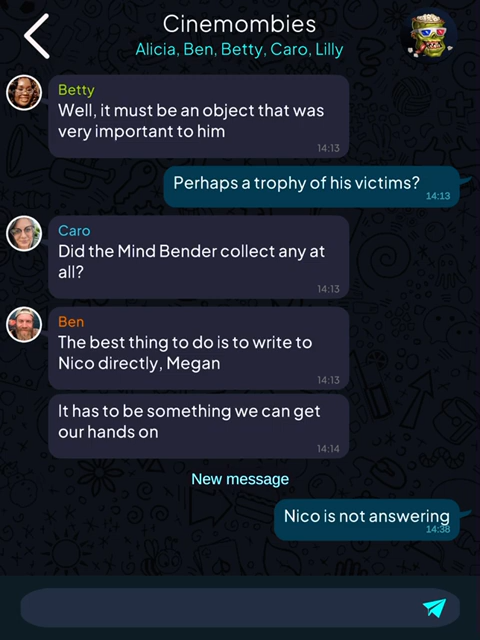 Cinemombies
Alicia, Ben, Betty, Caro, Lilly
Betty
Well, it must be an object that was
very important to him
14:13
Perhaps a trophy of his victims?
14:13
Caro
Did the Mind Bender collect any at
all?
14:13
Ben
The best thing to do is to write to
Nico directly, Megan
14:13
It has to be something we can get
our hands on
14:14
New message
Nico is not answering
14:38